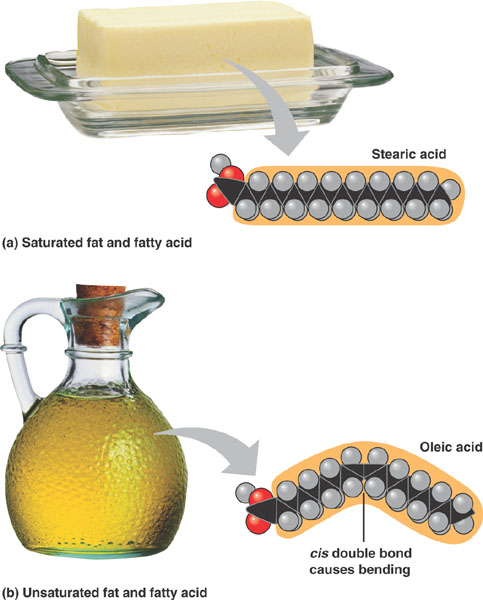 Stearic acid
(a) Saturated fat and fatty acid
Oleic acid
cis double bond
causes bending
(b) Unsaturated fat and fatty acid